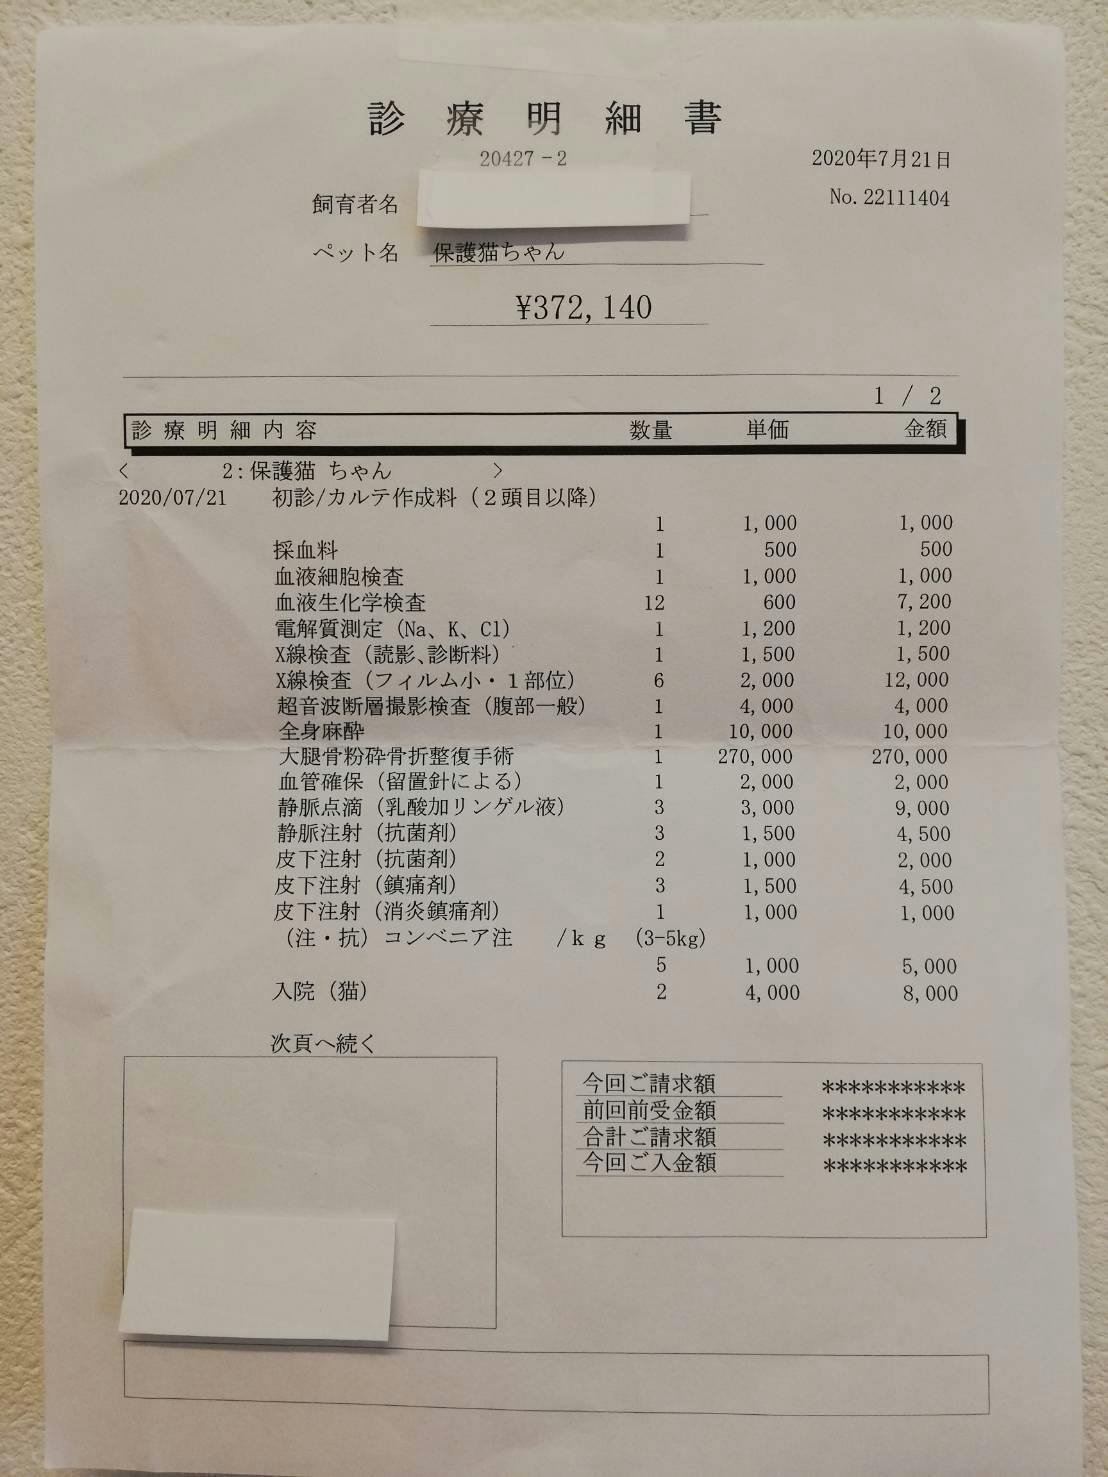 診療明細書
20427-2
2020年7月21日
飼育者名
No.22111404
ペット名 保護猫ちゃん
¥372,140
1 / 2
診療明細内容 数量 単価 金額
< 2:保護猫 ちゃん >
2020/07/21 初診/カルテ作成料(2頭目以降)
1 1,000 1,000
採血料 1 500 500
血液細胞検査 1 1,000 1,000
血液生化学検査 12 600 7,200
電解質測定(Na、K、Cl) 1 1,200 1,200
X線検査(読影、診断料) 1 1,500 1,500
X線検査(フィルム小・1部位) 6 2,000 12,000
超音波断層撮影検査(腹部一般) 1 4,000 4,000
全身麻酔 1 10,000 10,000
大腿骨粉砕骨折整復手術 1 270,000 270,000
血管確保(留置針による) 1 2,000 2,000
静脈点滴(乳酸加リンゲル液) 3 3,000 9,000
静脈注射(抗菌剤) 3 1,500 4,500
皮下注射(抗菌剤) 2 1,000 2,000
皮下注射(鎮痛剤) 3 1,500 4,500
皮下注射(消炎鎮痛剤) 1 1,000 1,000
(注・抗)コンベニア注 /kg (3-5kg)
5 1,000 5,000
入院(猫) 2 4,000 8,000
次頁へ続く
今回ご請求額 ***********
前回前受金額 ***********
合計ご請求額 ***********
今回ご入金額 ***********